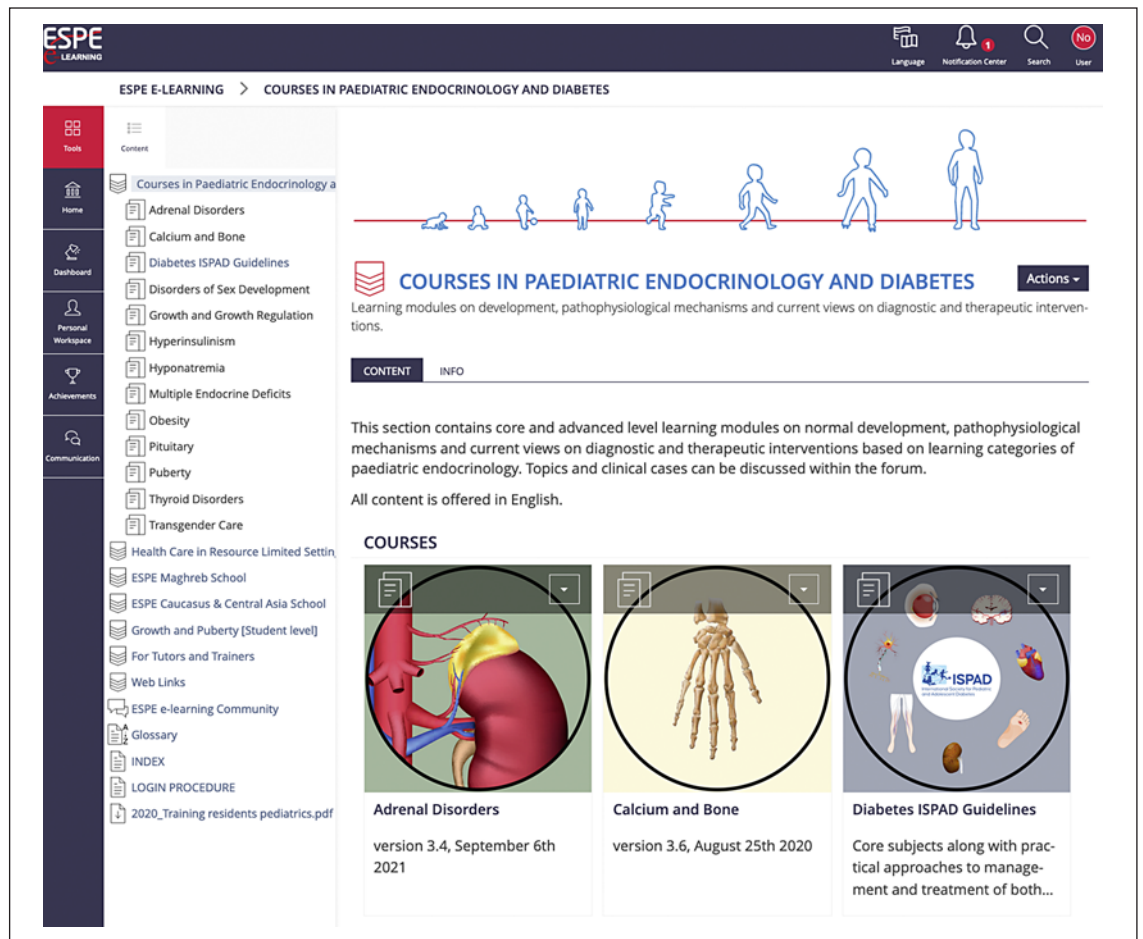 ESPE
e LEARNING
Language
Notification Center
1
Search
No
User
ESPE E-LEARNING > COURSES IN PAEDIATRIC ENDOCRINOLOGY AND DIABETES
Tools
Home
Dashboard
Personal
Workspace
Achievements
Communication
Content
Courses in Paediatric Endocrinology a
Adrenal Disorders
Calcium and Bone
Diabetes ISPAD Guidelines
Disorders of Sex Development
Growth and Growth Regulation
Hyperinsulinism
Hyponatremia
Multiple Endocrine Deficits
Obesity
Pituitary
Puberty
Thyroid Disorders
Transgender Care
Health Care in Resource Limited Settin
ESPE Maghreb School
ESPE Caucasus & Central Asia School
Growth and Puberty [Student level]
For Tutors and Trainers
Web Links
ESPE e-learning Community
Glossary
INDEX
LOGIN PROCEDURE
2020_Training residents pediatrics.pdf
COURSES IN PAEDIATRIC ENDOCRINOLOGY AND DIABETES
Actions
Learning modules on development, pathophysiological mechanisms and current views on diagnostic and therapeutic interven-
tions.
CONTENT
INFO
This section contains core and advanced level learning modules on normal development, pathophysiological
mechanisms and current views on diagnostic and therapeutic interventions based on learning categories of
paediatric endocrinology. Topics and clinical cases can be discussed within the forum.
All content is offered in English.
COURSES
Adrenal Disorders
version 3.4, September 6th
2021
Calcium and Bone
version 3.6, August 25th 2020
ISPAD
International Society for Pediatric
and Adolescent Diabetes
Diabetes ISPAD Guidelines
Core subjects along with prac-
tical approaches to manage-
ment and treatment of both...